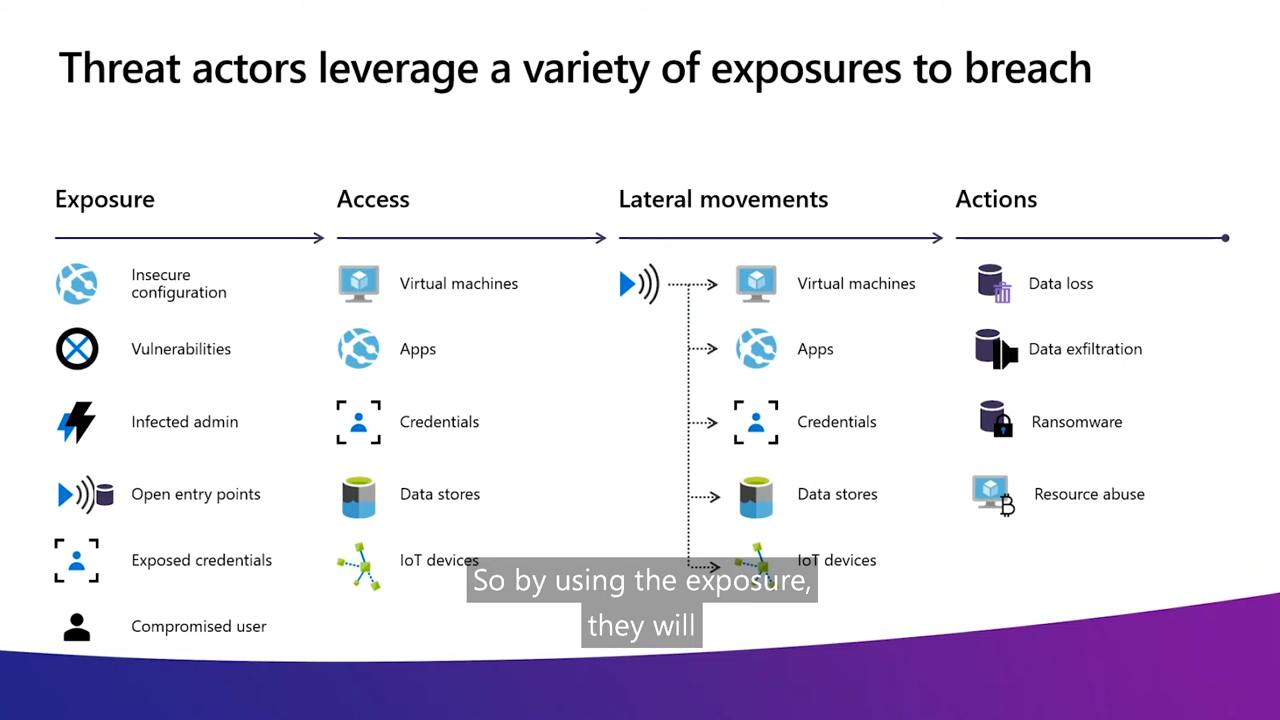 Threat actors leverage a variety of exposures to breach
Exposure
Insecure
configuration
Vulnerabilities
Infected admin
Open entry points
Exposed credentials
Compromised user
Access
Virtual machines
Apps
Credentials
Data stores
IoT devices
Lateral movements
Virtual machines
Apps
Credentials
Data stores
IoT devices
Actions
Data loss
Data exfiltration
Ransomware
Resource abuse
So by using the exposure,
they will